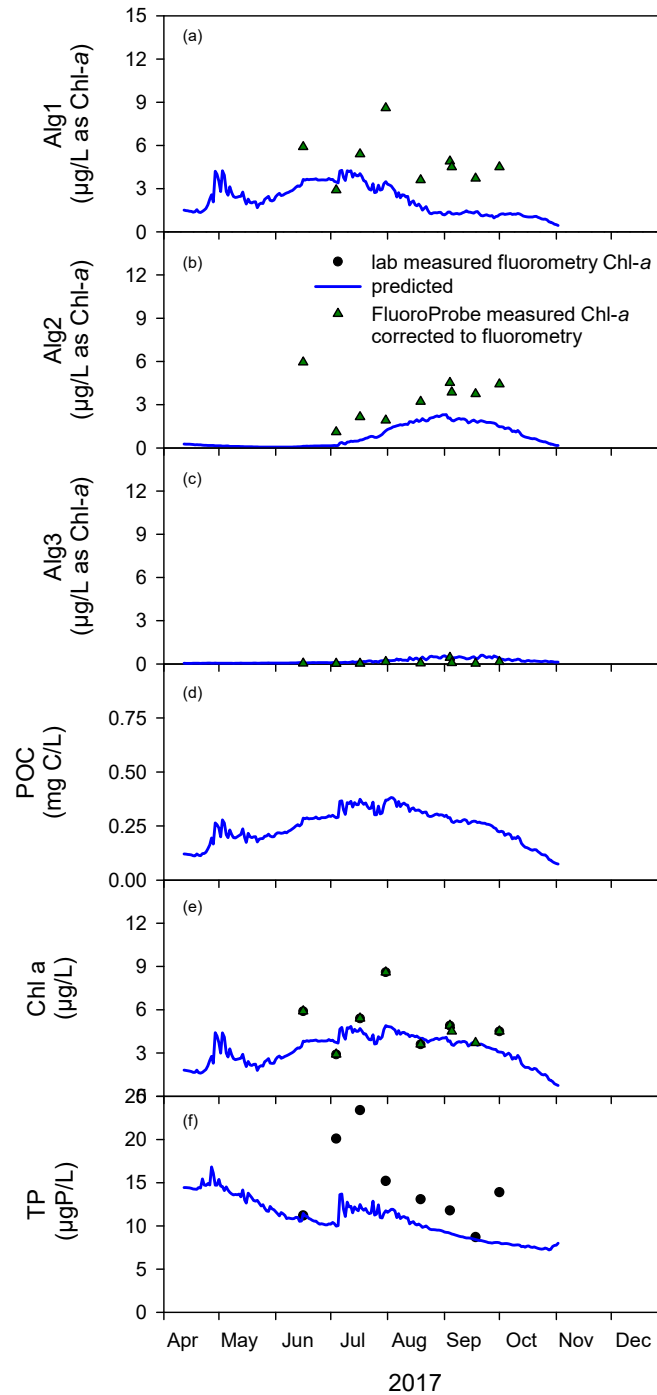 15
12
9
6
3
0
Alg1
(µg/L as Chl-a)
(a)
12
9
6
3
0
Alg2
(µg/L as Chl-a)
(b)
lab measured fluorometry Chl-a
predicted
FluoroProbe measured Chl-a
corrected to fluorometry
12
9
6
3
0
Alg3
(µg/L as Chl-a)
(c)
0.75
0.50
0.25
0.00
POC
(mg C/L)
(d)
12
9
6
3
0
Chl a
(µg/L)
(e)
25
20
15
10
5
0
TP
(µgP/L)
(f)
Apr May Jun Jul Aug Sep Oct Nov Dec
2017